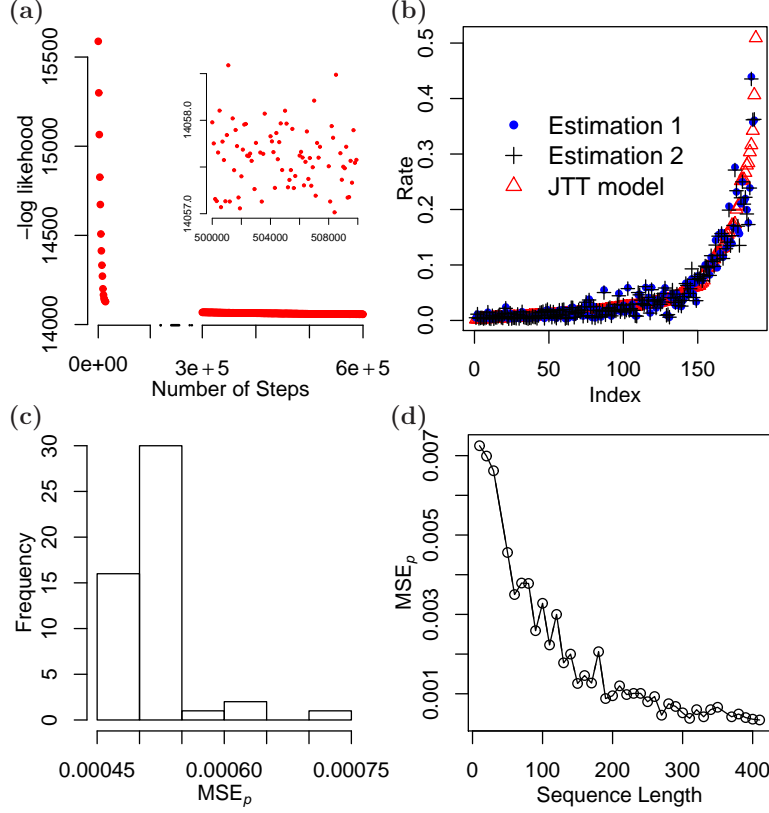 (a)
15500
15000
14500
14000
−log likehood
14058.0
14057.0
500000 504000 508000
0e+00 3e+5 6e+5
Number of Steps
(b)
0.5
0.4
0.3
0.2
0.1
0.0
Rate
Estimation 1
Estimation 2
JTT model
0 50 100 150
Index
(c)
30
25
20
15
10
5
0
Frequency
0.00045 0.00060 0.00075
MSEp
(d)
0.007
0.005
0.003
0.001
MSEp
0 100 200 300 400
Sequence Length